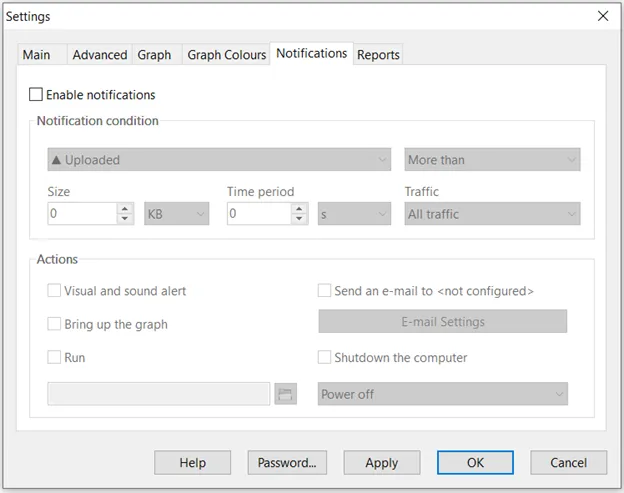 Settings
Main Advanced Graph Graph Colours Notifications Reports
Enable notifications
Notification condition
▲ Uploaded More than
Size Time period Traffic
0 KB 0 s All traffic
Actions
Visual and sound alert Send an e-mail to <not configured>
Bring up the graph E-mail Settings
Run Shutdown the computer
Power off
Help Password... Apply OK Cancel